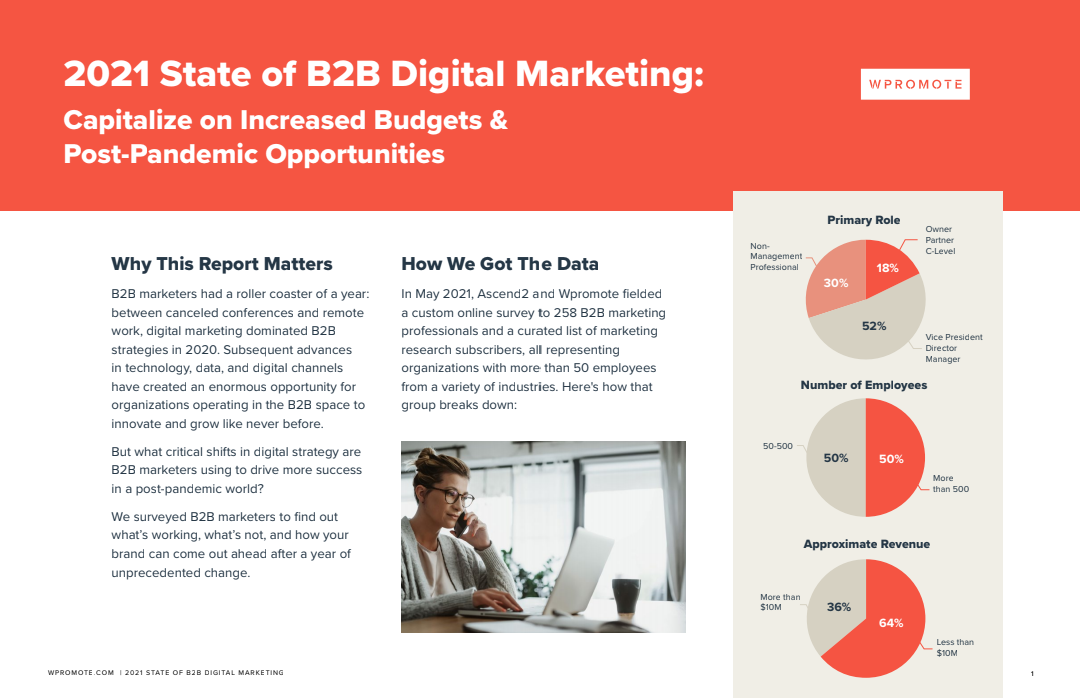 2021 State of B2B Digital Marketing:
Capitalize on Increased Budgets &
Post-Pandemic Opportunities
WPROMOTE
Why This Report Matters
B2B marketers had a roller coaster of a year:
between canceled conferences and remote
work, digital marketing dominated B2B
strategies in 2020. Subsequent advances
in technology, data, and digital channels
have created an enormous opportunity for
organizations operating in the B2B space to
innovate and grow like never before.
But what critical shifts in digital strategy are
B2B marketers using to drive more success
in a post-pandemic world?
We surveyed B2B marketers to find out
what's working, what's not, and how your
brand can come out ahead after a year of
unprecedented change.
How We Got The Data
In May 2021, Ascend2 and Wpromote fielded
a custom online survey to 258 B2B marketing
professionals and a curated list of marketing
research subscribers, all representing
organizations with more than 50 employees
from a variety of industries. Here's how that
group breaks down:
Primary Role
Owner
Partner
C-Level
Non-
Management
Professional
18%
30%
52%
Vice President
Director
Manager
Number of Employees
50-500
50%
50%
More
than 500
Approximate Revenue
More than
$10M
36%
64%
Less than
$10M
WPROMOTE.COM | 2021 STATE OF B2B DIGITAL MARKETING
1